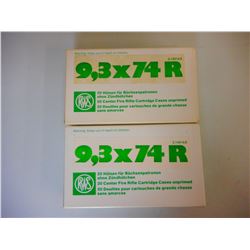 9,3x74 R
RWS
20 Hülsen für Büchsenpatronen
ohne Zündhütchen
20 Center Fire Rifle Cartridge Cases unprimed
20 Douilles pour cartouches de grande chasse
sans amorces
9,3x74 R
RWS
20 Hülsen für Büchsenpatronen
ohne Zündhütchen
20 Center Fire Rifle Cartridge Cases unprimed
20 Douilles pour cartouches de grande chasse
sans amorces